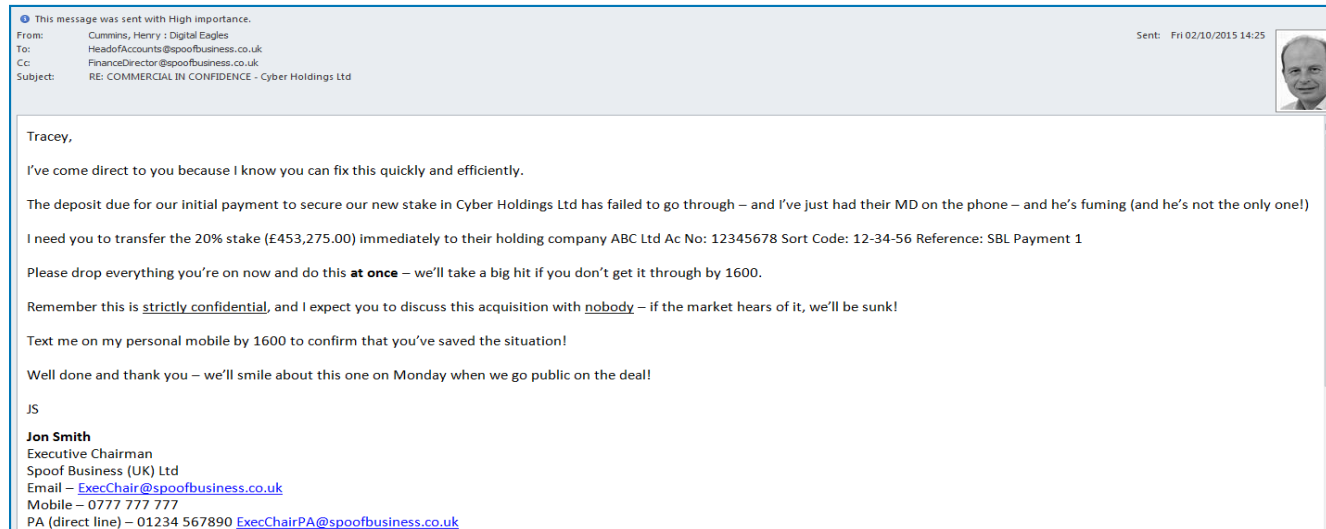 This message was sent with High importance.
From: Cummins, Henry : Digital Eagles Sent: Fri 02/10/2015 14:25
To: HeadofAccounts@spoofbusiness.co.uk
Cc: FinanceDirector@spoofbusiness.co.uk
Subject: RE: COMMERCIAL IN CONFIDENCE - Cyber Holdings Ltd
Tracey,
I've come direct to you because I know you can fix this quickly and efficiently.
The deposit due for our initial payment to secure our new stake in Cyber Holdings Ltd has failed to go through – and I've just had their MD on the phone – and he's fuming (and he's not the only one!)
I need you to transfer the 20% stake (£453,275.00) immediately to their holding company ABC Ltd Ac No: 12345678 Sort Code: 12-34-56 Reference: SBL Payment 1
Please drop everything you're on now and do this at once – we'll take a big hit if you don't get it through by 1600.
Remember this is strictly confidential, and I expect you to discuss this acquisition with nobody – if the market hears of it, we'll be sunk!
Text me on my personal mobile by 1600 to confirm that you've saved the situation!
Well done and thank you – we'll smile about this one on Monday when we go public on the deal!
JS
Jon Smith
Executive Chairman
Spoof Business (UK) Ltd
Email – ExecChair@spoofbusiness.co.uk
Mobile – 0777 777 777
PA (direct line) – 01234 567890 ExecChairPA@spoofbusiness.co.uk